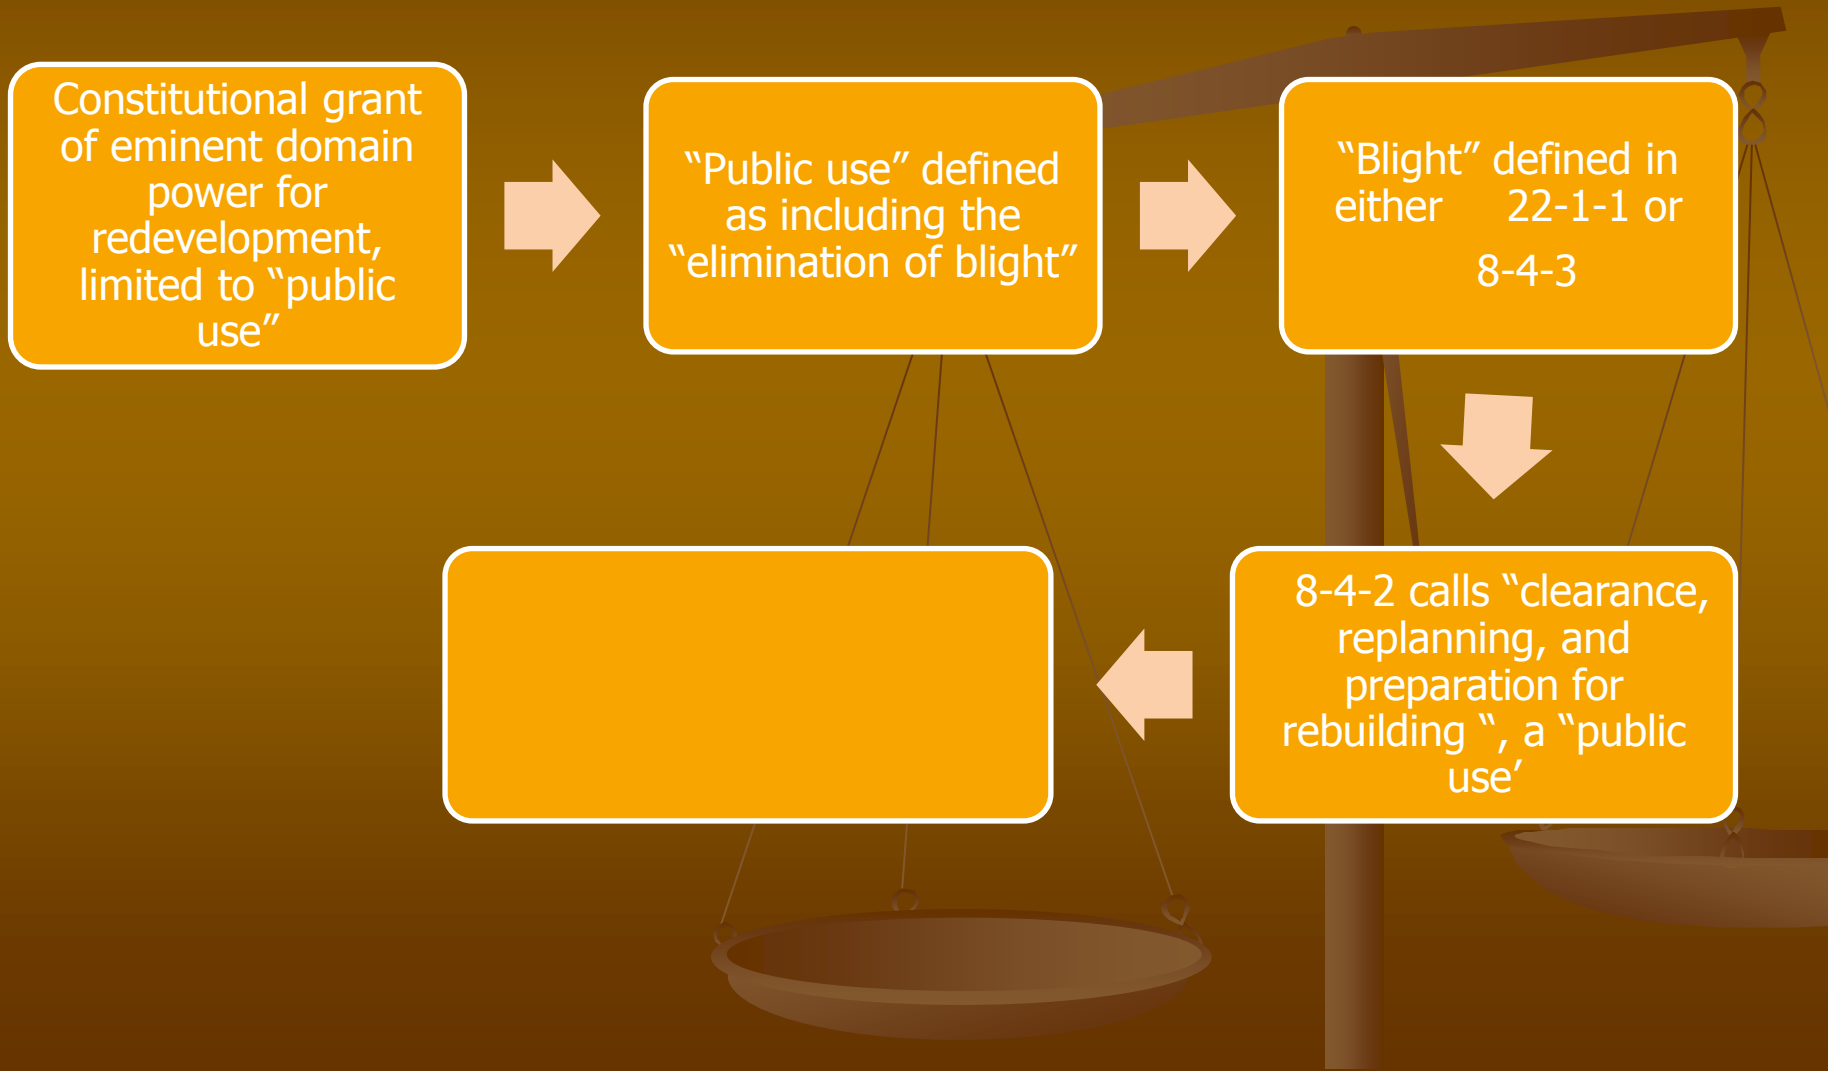 Constitutional grant
of eminent domain
power for
redevelopment,
limited to “public
use”
“Public use” defined
as including the
“elimination of blight”
“Blight” defined in
either 22-1-1 or
8-4-3
8-4-2 calls “clearance,
replanning, and
preparation for
rebuilding “, a “public
use’